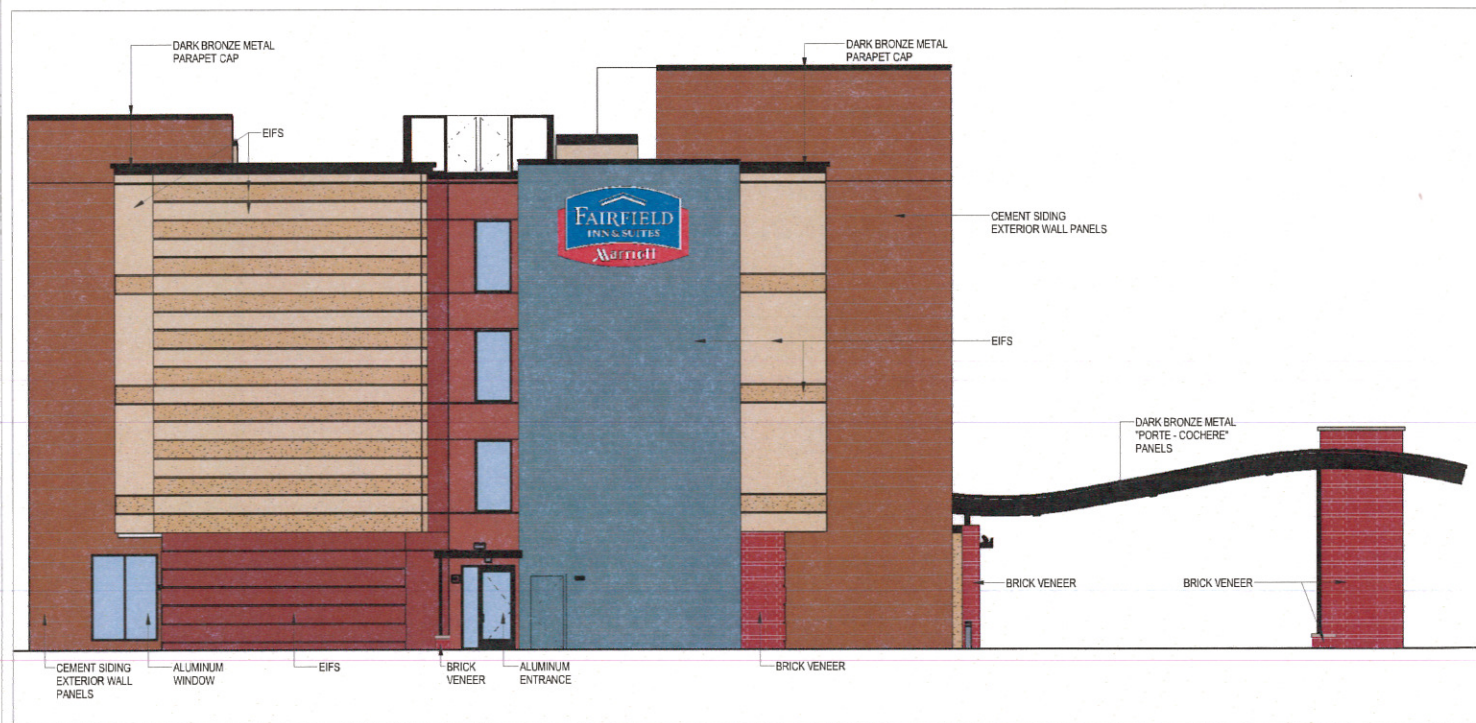 DARK BRONZE METAL
PARAPET CAP
DARK BRONZE METAL
PARAPET CAP
EIFS
FAIRFIELD
INN & SUITES
Marriott
CEMENT SIDING
EXTERIOR WALL PANELS
EIFS
DARK BRONZE METAL
"PORTE - COCHERE"
PANELS
BRICK VENEER
BRICK VENEER
CEMENT SIDING
EXTERIOR WALL
PANELS
ALUMINUM
WINDOW
EIFS
BRICK
VENEER
ALUMINUM
ENTRANCE
BRICK VENEER